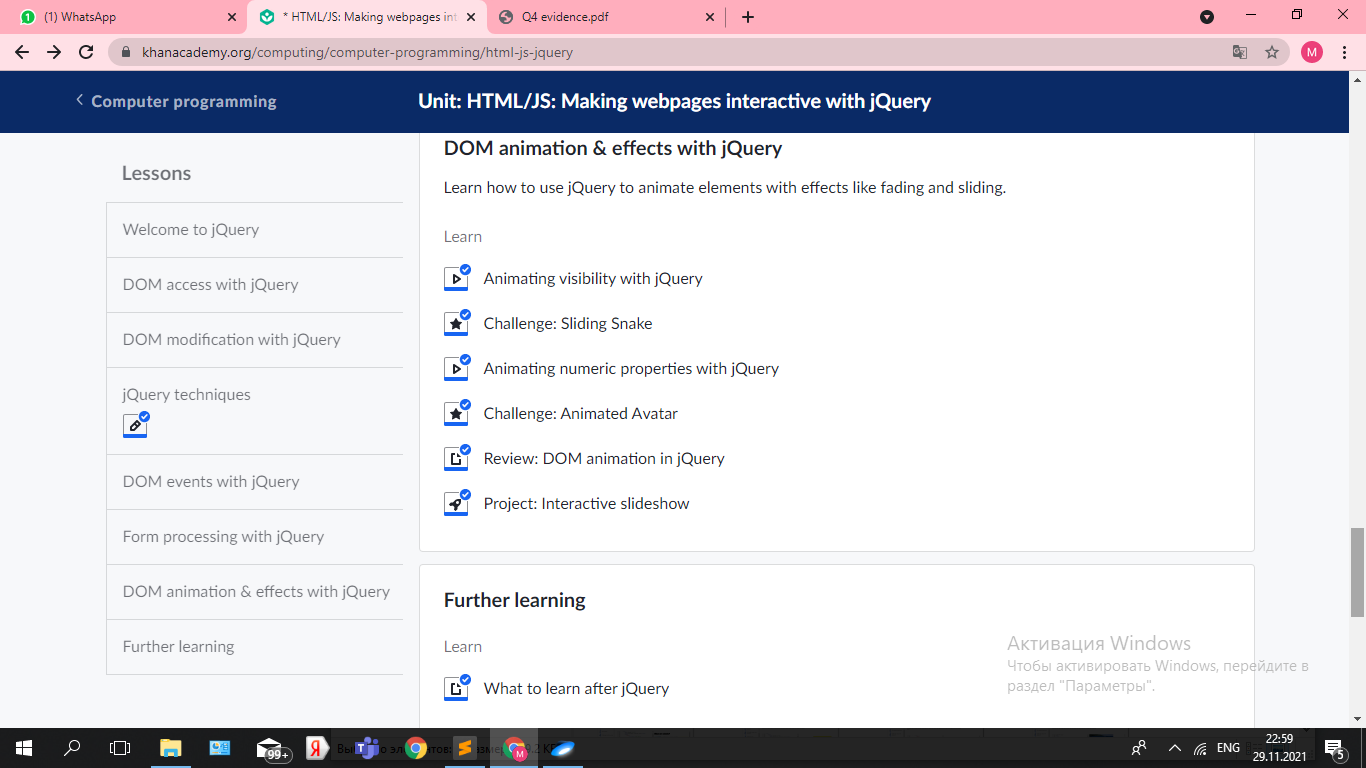 (1) WhatsApp
* HTML/JS: Making webpages int
Q4 evidence.pdf
khanacademy.org/computing/computer-programming/html-js-jquery
M
Computer programming
Unit: HTML/JS: Making webpages interactive with jQuery
Lessons
Welcome to jQuery
DOM access with jQuery
DOM modification with jQuery
jQuery techniques
DOM events with jQuery
Form processing with jQuery
DOM animation & effects with jQuery
Further learning
DOM animation & effects with jQuery
Learn how to use jQuery to animate elements with effects like fading and sliding.
Learn
Animating visibility with jQuery
Challenge: Sliding Snake
Animating numeric properties with jQuery
Challenge: Animated Avatar
Review: DOM animation in jQuery
Project: Interactive slideshow
Further learning
Learn
What to learn after jQuery
Активация Windows
Чтобы активировать Windows, перейдите в
раздел "Параметры".
99+
ENG
22:59
29.11.2021
5